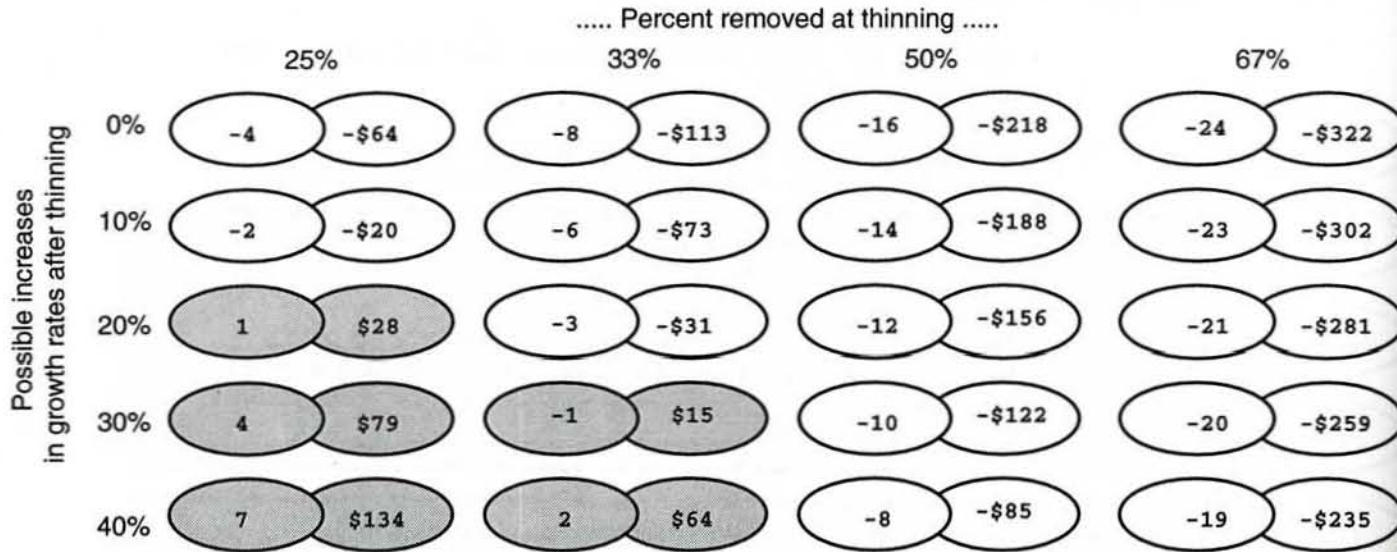 ..... Percent removed at thinning .....
25% 33% 50% 67%
Possible increases
in growth rates after thinning
0% -4 -$64 -8 -$113 -16 -$218 -24 -$322
10% -2 -$20 -6 -$73 -14 -$188 -23 -$302
20% 1 $28 -3 -$31 -12 -$156 -21 -$281
30% 4 $79 -1 $15 -10 -$122 -20 -$259
40% 7 $134 2 $64 -8 -$85 -19 -$235